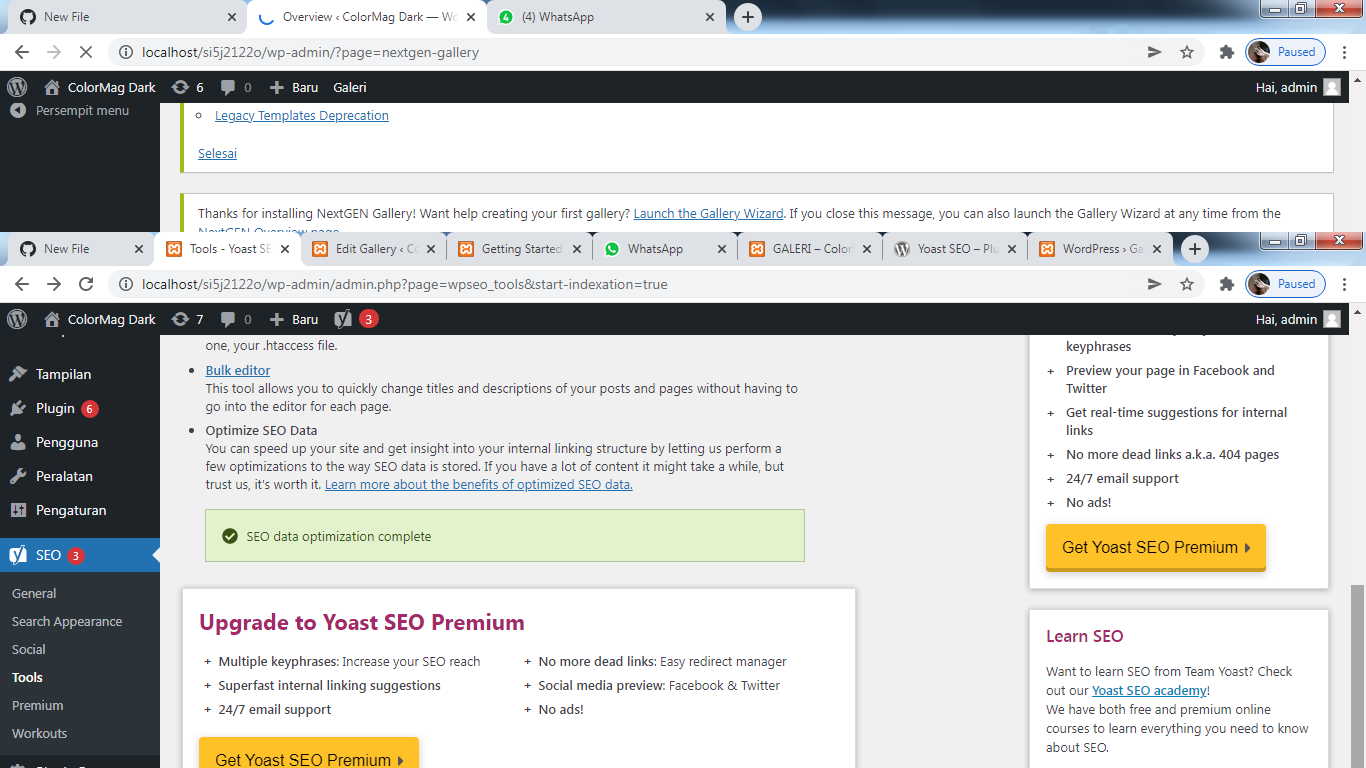 New File
Overview ‹ ColorMag Dark — Wo
(4) WhatsApp
localhost/si5j2122o/wp-admin/?page=nextgen-gallery
Paused
ColorMag Dark
6
0
Baru
Galeri
Hai, admin
Persempit menu
Legacy Templates Deprecation
Selesai
Thanks for installing NextGEN Gallery! Want help creating your first gallery? Launch the Gallery Wizard. If you close this message, you can also launch the Gallery Wizard at any time from the
NextGEN Overview page
New File
Tools - Yoast SE
Edit Gallery ‹ Co
Getting Started
WhatsApp
GALERI – Color
Yoast SEO – Plu
WordPress › Ga
localhost/si5j2122o/wp-admin/admin.php?page=wpseo_tools&start-indexation=true
Paused
ColorMag Dark
7
0
Baru
3
Hai, admin
Tampilan
Plugin 6
Pengguna
Peralatan
Pengaturan
SEO 3
General
Search Appearance
Social
Tools
Premium
Workouts
one, your .htaccess file.
Bulk editor
This tool allows you to quickly change titles and descriptions of your posts and pages without having to
go into the editor for each page.
Optimize SEO Data
You can speed up your site and get insight into your internal linking structure by letting us perform a
few optimizations to the way SEO data is stored. If you have a lot of content it might take a while, but
trust us, it's worth it. Learn more about the benefits of optimized SEO data.
SEO data optimization complete
Upgrade to Yoast SEO Premium
+ Multiple keyphrases: Increase your SEO reach
+ Superfast internal linking suggestions
+ 24/7 email support
+ No more dead links: Easy redirect manager
+ Social media preview: Facebook & Twitter
+ No ads!
Get Yoast SEO Premium
keyphrases
+ Preview your page in Facebook and
Twitter
+ Get real-time suggestions for internal
links
+ No more dead links a.k.a. 404 pages
+ 24/7 email support
+ No ads!
Get Yoast SEO Premium
Learn SEO
Want to learn SEO from Team Yoast? Check
out our Yoast SEO academy!
We have both free and premium online
courses to learn everything you need to know
about SEO.